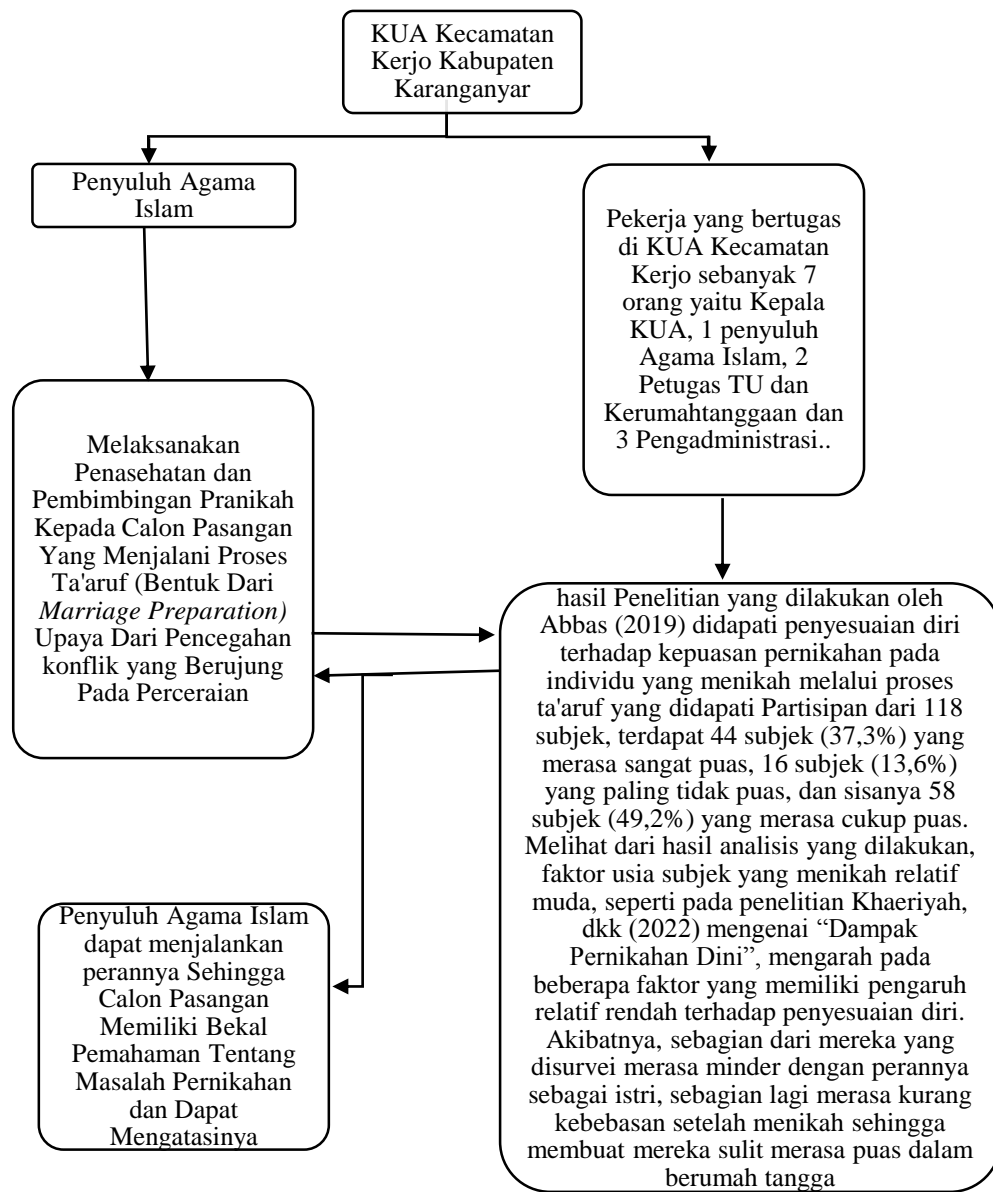 KUA Kecamatan
Kerjo Kabupaten
Karanganyar
Penyuluh Agama
Islam
Pekerja yang bertugas
di KUA Kecamatan
Kerjo sebanyak 7
orang yaitu Kepala
KUA, 1 penyuluh
Agama Islam, 2
Petugas TU dan
Kerumahtanggaan dan
3 Pengadministrasi..
Melaksanakan
Penasehatan dan
Pembimbingan Pranikah
Kepada Calon Pasangan
Yang Menjalani Proses
Ta'aruf (Bentuk Dari
Marriage Preparation)
Upaya Dari Pencegahan
konflik yang Berujung
Pada Perceraian
hasil Penelitian yang dilakukan oleh
Abbas (2019) didapati penyesuaian diri
terhadap kepuasan pernikahan pada
individu yang menikah melalui proses
ta'aruf yang didapati Partisipan dari 118
subjek, terdapat 44 subjek (37,3%) yang
merasa sangat puas, 16 subjek (13,6%)
yang paling tidak puas, dan sisanya 58
subjek (49,2%) yang merasa cukup puas.
Melihat dari hasil analisis yang dilakukan,
faktor usia subjek yang menikah relatif
muda, seperti pada penelitian Khaeriyah,
dkk (2022) mengenai “Dampak
Pernikahan Dini”, mengarah pada
beberapa faktor yang memiliki pengaruh
relatif rendah terhadap penyesuaian diri.
Akibatnya, sebagian dari mereka yang
disurvei merasa minder dengan perannya
sebagai istri, sebagian lagi merasa kurang
kebebasan setelah menikah sehingga
membuat mereka sulit merasa puas dalam
berumah tangga
Penyuluh Agama Islam
dapat menjalankan
perannya Sehingga
Calon Pasangan
Memiliki Bekal
Pemahaman Tentang
Masalah Pernikahan
dan Dapat
Mengatasinya